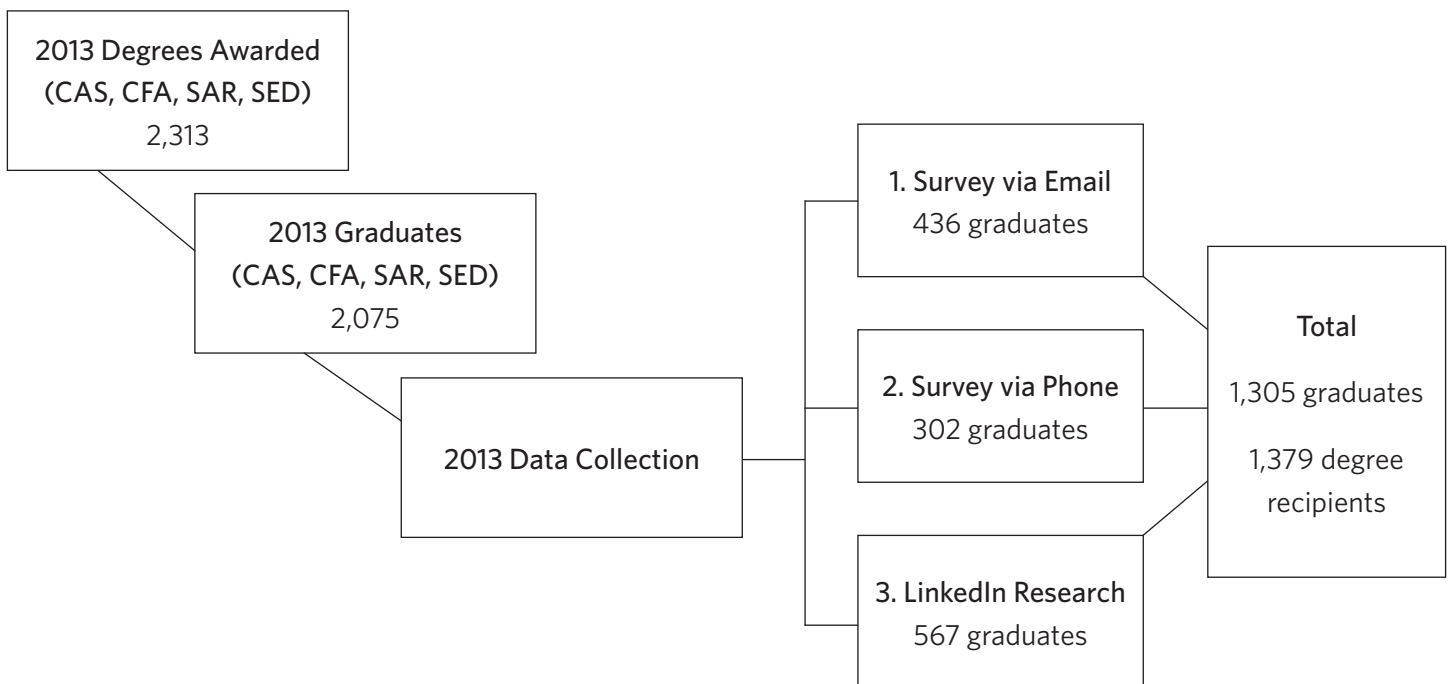 2013 Degrees Awarded
(CAS, CFA, SAR, SED)
2,313
2013 Graduates
(CAS, CFA, SAR, SED)
2,075
2013 Data Collection
1. Survey via Email
436 graduates
2. Survey via Phone
302 graduates
3. LinkedIn Research
567 graduates
Total
1,305 graduates
1,379 degree
recipients